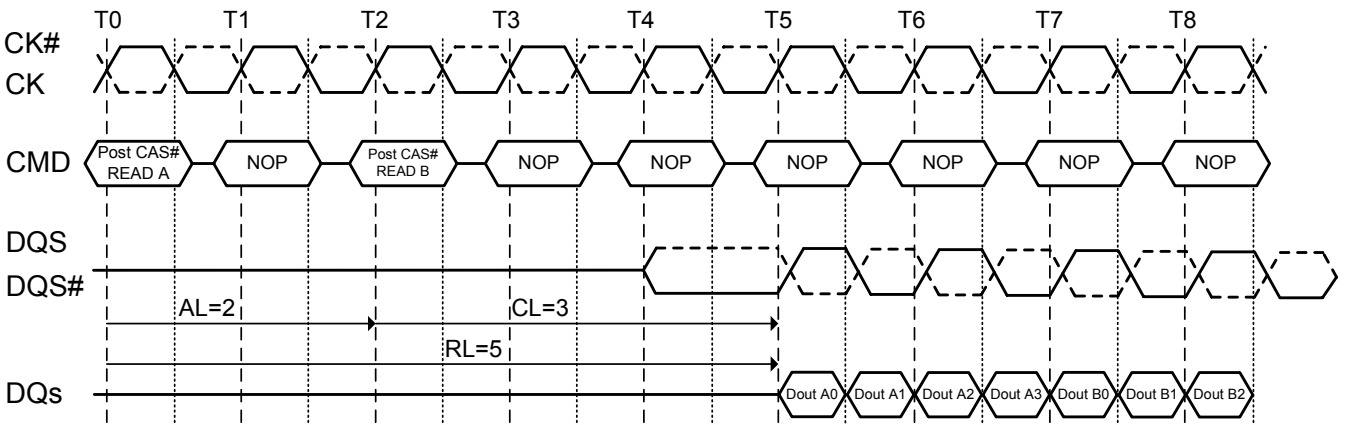 T0 T1 T2 T3 T4 T5 T6 T7 T8
CK#
CK
CMD
Post CAS#
READ A
NOP
Post CAS#
READ B
NOP
NOP
NOP
NOP
NOP
NOP
DQS
DQS#
AL=2
CL=3
RL=5
DQs
Dout A0 Dout A1 Dout A2 Dout A3 Dout B0 Dout B1 Dout B2